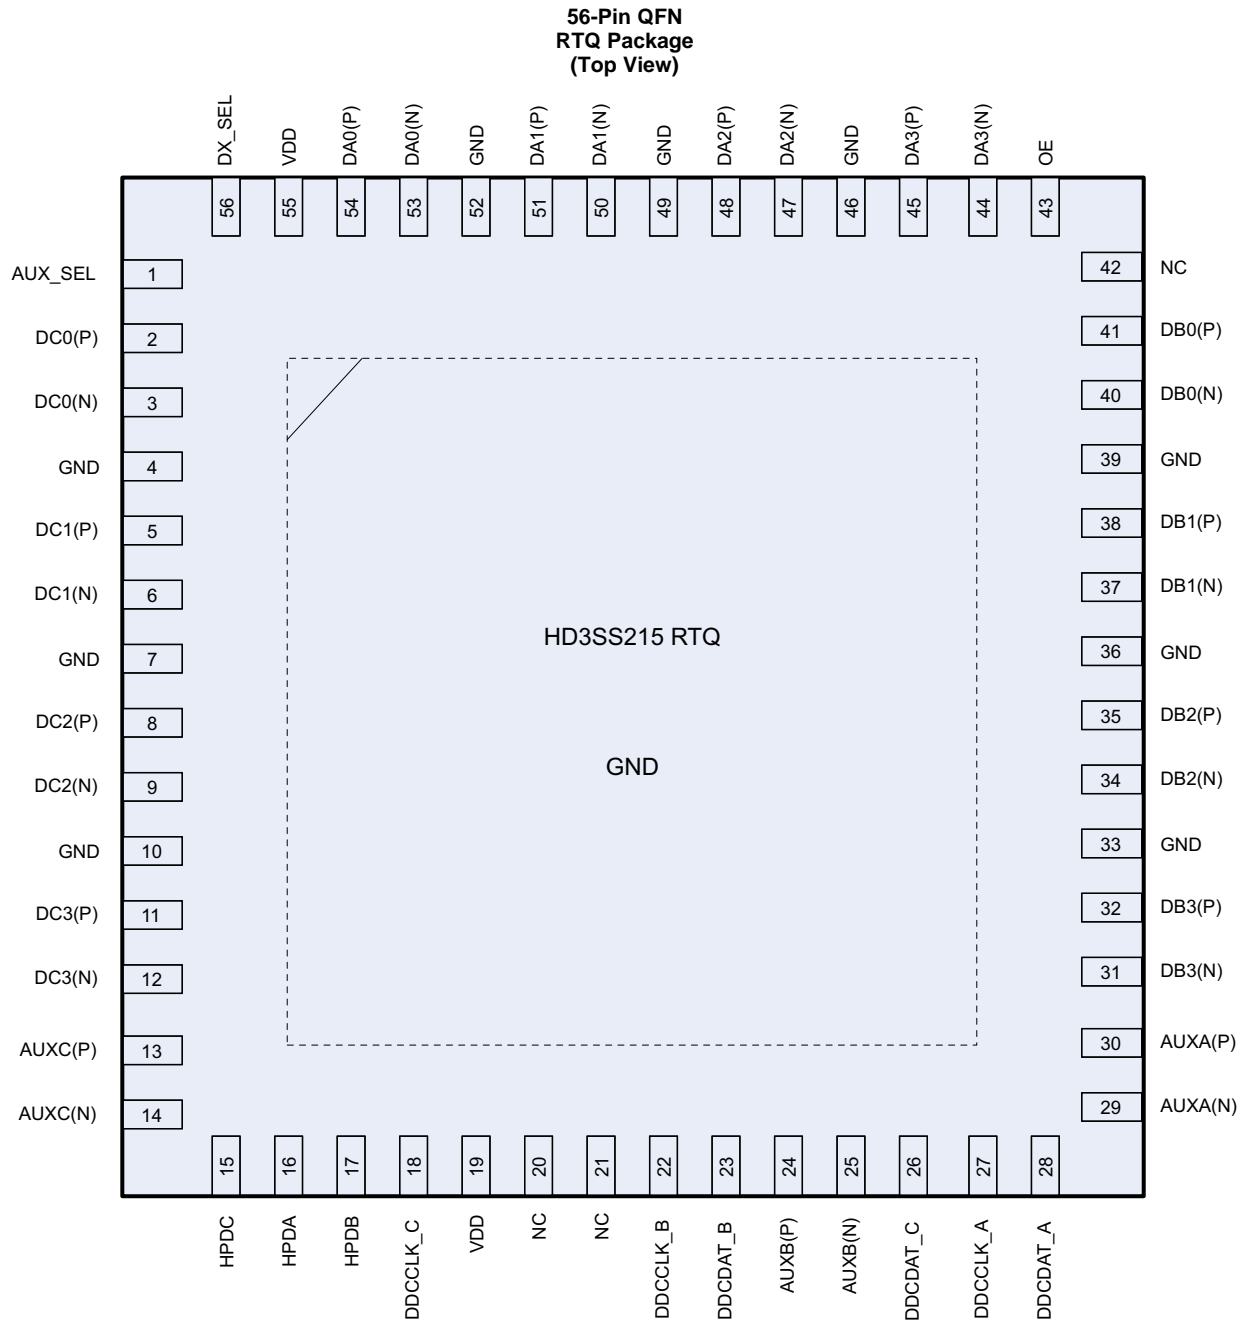 56-Pin QFN
RTQ Package
(Top View)
DX_SEL
VDD
DA0(P)
DA0(N)
GND
DA1(P)
DA1(N)
GND
DA2(P)
DA2(N)
GND
DA3(P)
DA3(N)
OE
56
55
54
53
52
51
50
49
48
47
46
45
44
43
AUX_SEL 1
DC0(P) 2
DC0(N) 3
GND 4
DC1(P) 5
DC1(N) 6
GND 7
DC2(P) 8
DC2(N) 9
GND 10
DC3(P) 11
DC3(N) 12
AUXC(P) 13
AUXC(N) 14
HD3SS215 RTQ
GND
42 NC
41 DB0(P)
40 DB0(N)
39 GND
38 DB1(P)
37 DB1(N)
36 GND
35 DB2(P)
34 DB2(N)
33 GND
32 DB3(P)
31 DB3(N)
30 AUXA(P)
29 AUXA(N)
15
16
17
18
19
20
21
22
23
24
25
26
27
28
HPDC
HPDA
HPDB
DDCCLK_C
VDD
NC
NC
DDCCLK_B
DDCDAT_B
AUXB(P)
AUXB(N)
DDCDAT_C
DDCCLK_A
DDCDAT_A